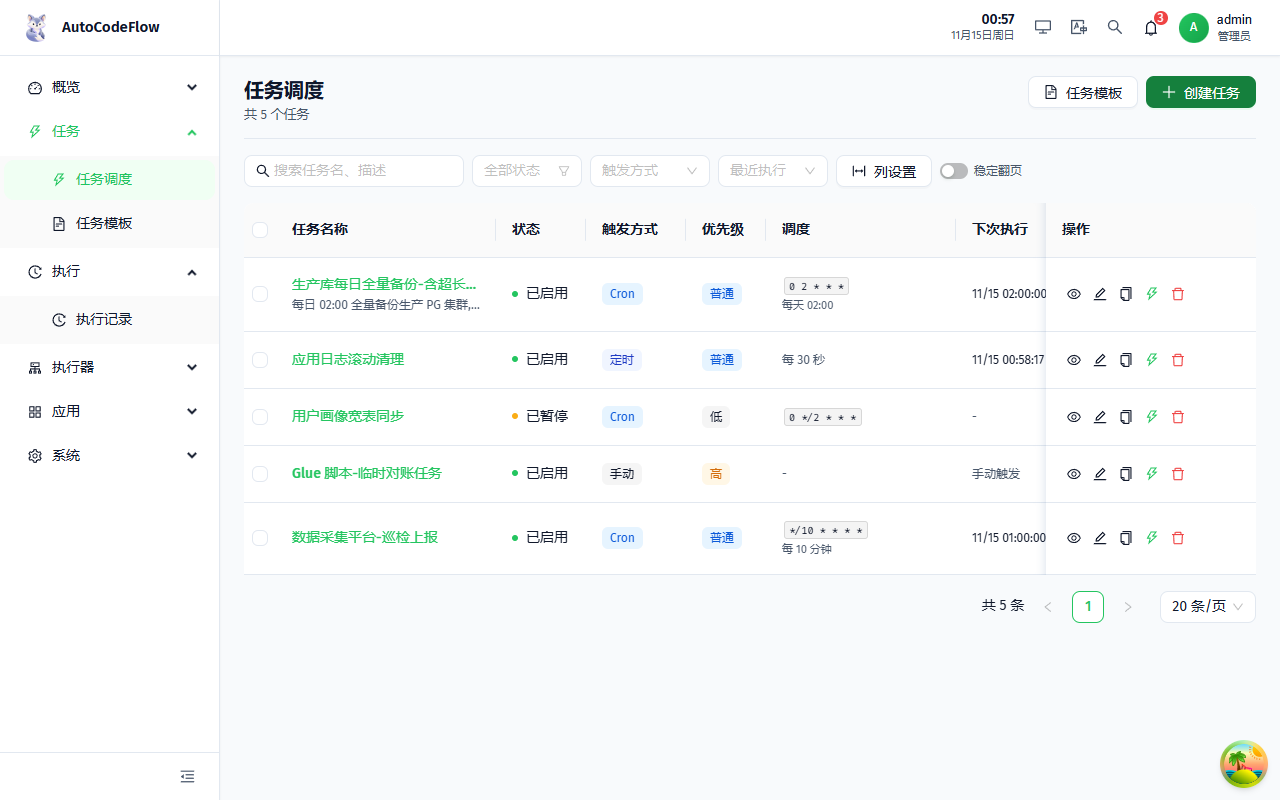 AutoCodeFlow
00:57
11月15日周日
3
A
admin
管理员
概览
任务
任务调度
任务模板
执行
执行记录
执行器
应用
系统
任务调度
共 5 个任务
任务模板
创建任务
搜索任务名、描述
全部状态
触发方式
最近执行
列设置
稳定翻页
任务名称 状态 触发方式 优先级 调度 下次执行 操作
生产库每日全量备份-含超长...
每日 02:00 全量备份生产 PG 集群,...
已启用 Cron 普通
0 2 * * *
每天 02:00
11/15 02:00:00
应用日志滚动清理 已启用 定时 普通 每 30 秒 11/15 00:58:17
用户画像宽表同步 已暂停 Cron 低 0 */2 * * * -
Glue 脚本-临时对账任务 已启用 手动 高 - 手动触发
数据采集平台-巡检上报 已启用 Cron 普通
*/10 * * * *
每 10 分钟
11/15 01:00:00
共 5 条 1 20 条/页